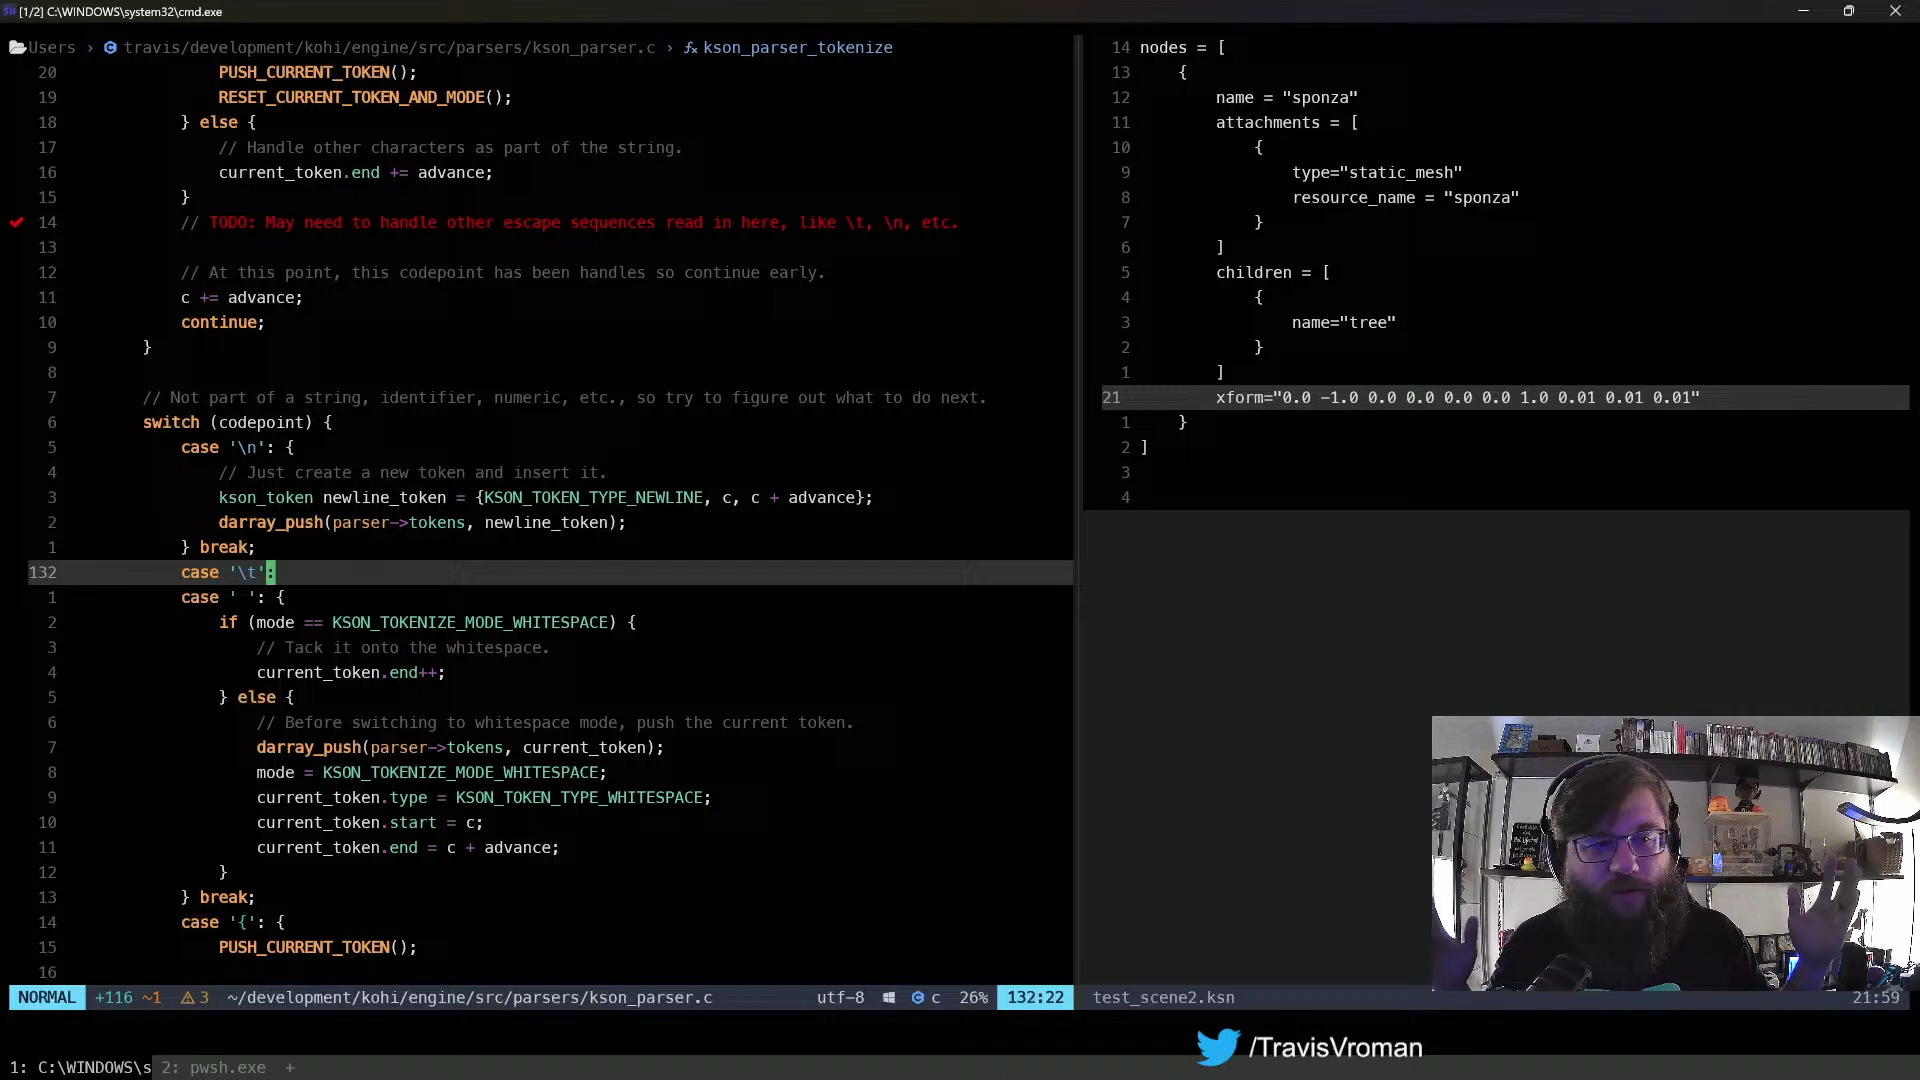 [1/2] C:\WINDOWS\system32\cmd.exe
Users › travis/development/kohi/engine/src/parsers/kson_parser.c › kson_parser_tokenize
20 PUSH_CURRENT_TOKEN();
19 RESET_CURRENT_TOKEN_AND_MODE();
18 } else {
17 // Handle other characters as part of the string.
16 current_token.end += advance;
15 }
14 // TODO: May need to handle other escape sequences read in here, like \t, \n, etc.
13
12 // At this point, this codepoint has been handles so continue early.
11 c += advance;
10 continue;
9 }
8
7 // Not part of a string, identifier, numeric, etc., so try to figure out what to do next.
6 switch (codepoint) {
5 case '\n': {
4 // Just create a new token and insert it.
3 kson_token newline_token = {KSON_TOKEN_TYPE_NEWLINE, c, c + advance};
2 darray_push(parser->tokens, newline_token);
1 } break;
132 case '\t':
1 case ' ': {
2 if (mode == KSON_TOKENIZE_MODE_WHITESPACE) {
3 // Tack it onto the whitespace.
4 current_token.end++;
5 } else {
6 // Before switching to whitespace mode, push the current token.
7 darray_push(parser->tokens, current_token);
8 mode = KSON_TOKENIZE_MODE_WHITESPACE;
9 current_token.type = KSON_TOKEN_TYPE_WHITESPACE;
10 current_token.start = c;
11 current_token.end = c + advance;
12 }
13 } break;
14 case '{': {
15 PUSH_CURRENT_TOKEN();
16
NORMAL +116 ~1 3 ~/development/kohi/engine/src/parsers/kson_parser.c utf-8 c 26% 132:22
14 nodes = [
13 {
12 name = "sponza"
11 attachments = [
10 {
9 type="static_mesh"
8 resource_name = "sponza"
7 }
6 ]
5 children = [
4 {
3 name="tree"
2 }
1 ]
21 xform="0.0 -1.0 0.0 0.0 0.0 0.0 1.0 0.01 0.01 0.01"
1 }
2 ]
3
4
test_scene2.ksn 21:59
/TravisVroman
1: C:\WINDOWS\s 2: pwsh.exe +